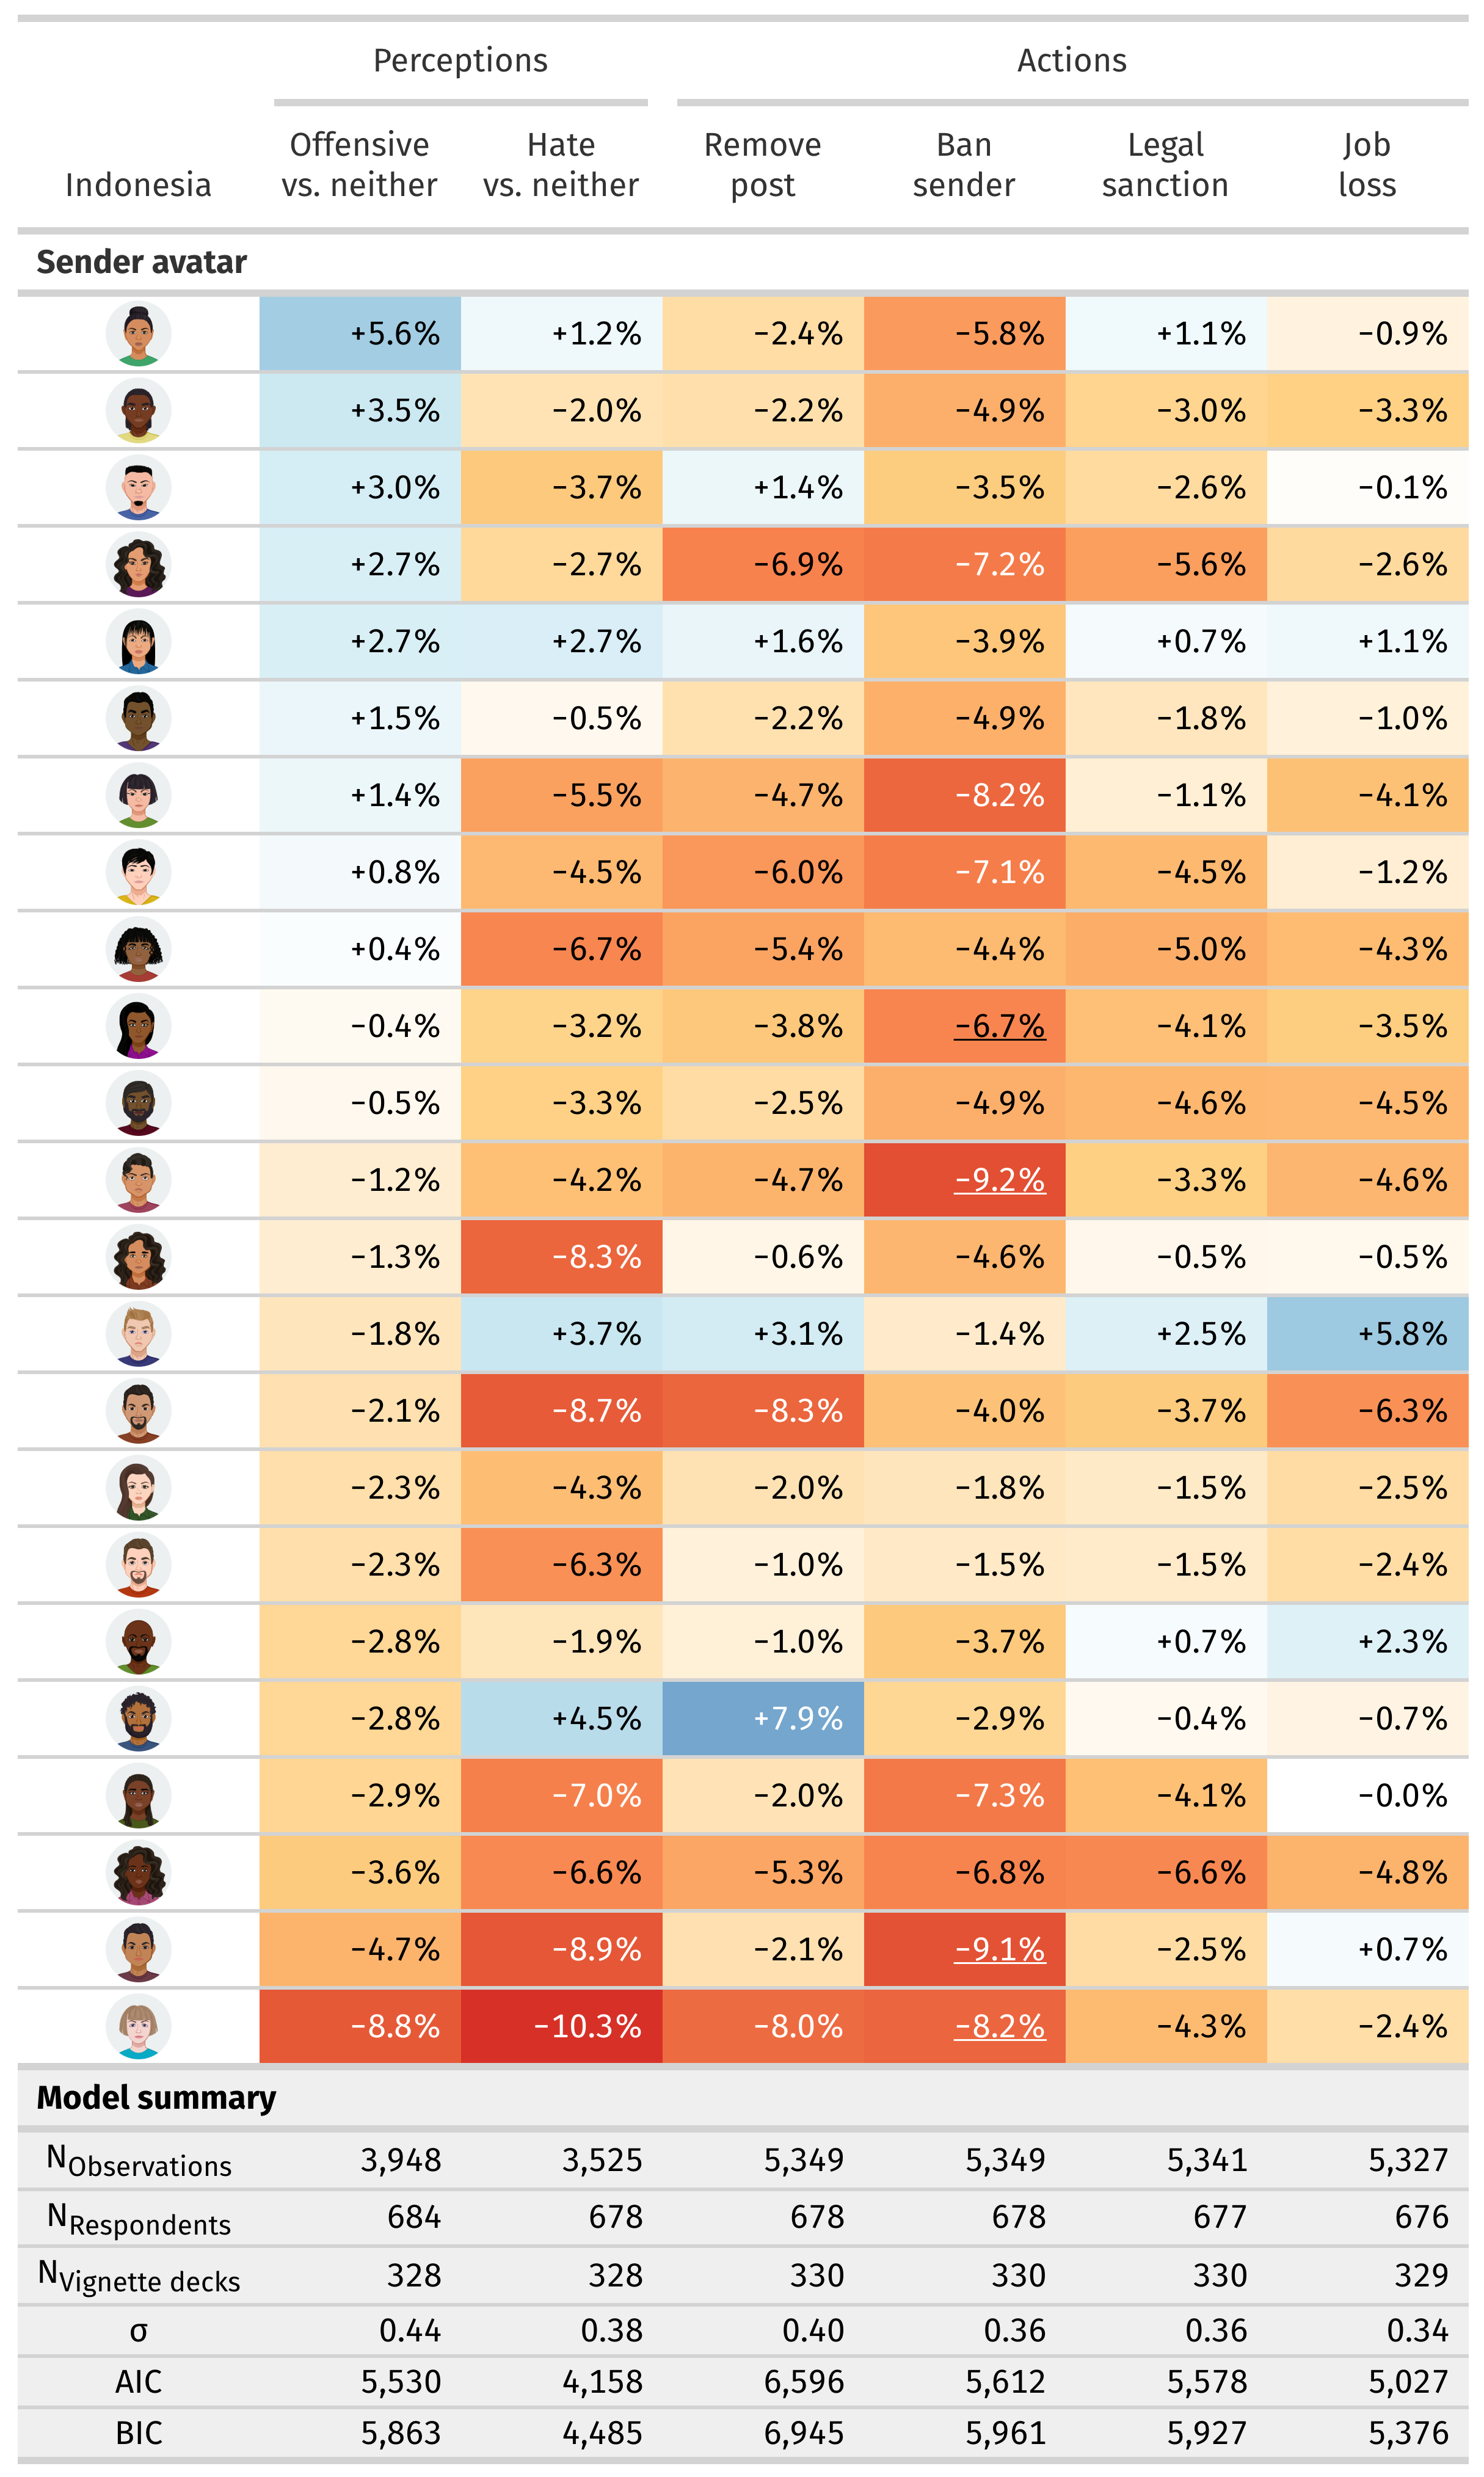 Perceptions Actions
Offensive Hate Remove Ban Legal Job
Indonesia vs. neither vs. neither post sender sanction loss
Sender avatar
+5.6% +1.2% −2.4% −5.8% +1.1% −0.9%
+3.5% −2.0% −2.2% −4.9% −3.0% −3.3%
+3.0% −3.7% +1.4% −3.5% −2.6% −0.1%
+2.7% −2.7% −6.9% −7.2% −5.6% −2.6%
+2.7% +2.7% +1.6% −3.9% +0.7% +1.1%
+1.5% −0.5% −2.2% −4.9% −1.8% −1.0%
+1.4% −5.5% −4.7% −8.2% −1.1% −4.1%
+0.8% −4.5% −6.0% −7.1% −4.5% −1.2%
+0.4% −6.7% −5.4% −4.4% −5.0% −4.3%
−0.4% −3.2% −3.8% −6.7% −4.1% −3.5%
−0.5% −3.3% −2.5% −4.9% −4.6% −4.5%
−1.2% −4.2% −4.7% −9.2% −3.3% −4.6%
−1.3% −8.3% −0.6% −4.6% −0.5% −0.5%
−1.8% +3.7% +3.1% −1.4% +2.5% +5.8%
−2.1% −8.7% −8.3% −4.0% −3.7% −6.3%
−2.3% −4.3% −2.0% −1.8% −1.5% −2.5%
−2.3% −6.3% −1.0% −1.5% −1.5% −2.4%
−2.8% −1.9% −1.0% −3.7% +0.7% +2.3%
−2.8% +4.5% +7.9% −2.9% −0.4% −0.7%
−2.9% −7.0% −2.0% −7.3% −4.1% −0.0%
−3.6% −6.6% −5.3% −6.8% −6.6% −4.8%
−4.7% −8.9% −2.1% −9.1% −2.5% +0.7%
−8.8% −10.3% −8.0% −8.2% −4.3% −2.4%
Model summary
NObservations 3,948 3,525 5,349 5,349 5,341 5,327
NRespondents 684 678 678 678 677 676
NVignette decks 328 328 330 330 330 329
σ 0.44 0.38 0.40 0.36 0.36 0.34
AIC 5,530 4,158 6,596 5,612 5,578 5,027
BIC 5,863 4,485 6,945 5,961 5,927 5,376